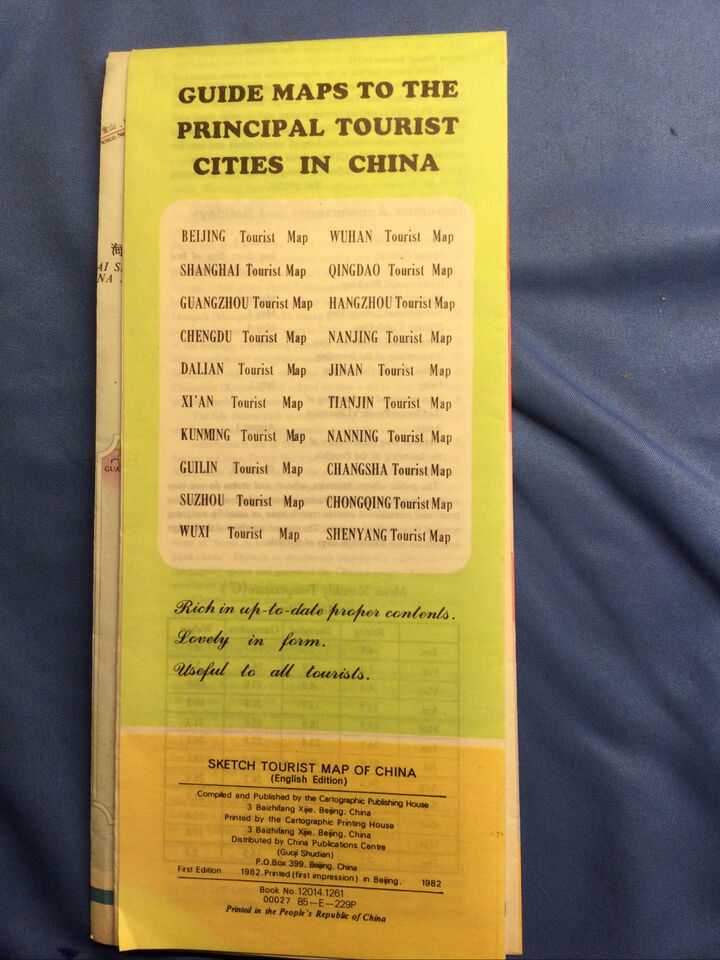 GUIDE MAPS TO THE
PRINCIPAL TOURIST
CITIES IN CHINA
BEIJING Tourist Map
SHANGHAI Tourist Map
GUANGZHOU Tourist Map
CHENGDU Tourist Map
DALIAN Tourist Map
XI'AN Tourist Map
KUNMING Tourist Map
GUILIN Tourist Map
SUZHOU Tourist Map
WUXI Tourist Map
WUHAN Tourist Map
QINGDAO Tourist Map
HANGZHOU Tourist Map
NANJING Tourist Map
JINAN Tourist Map
TIANJIN Tourist Map
NANNING Tourist Map
CHANGSHA Tourist Map
CHONGQING Tourist Map
SHENYANG Tourist Map
Rich in up-to-date proper contents.
Lovely in form.
Useful to all tourists.
SKETCH TOURIST MAP OF CHINA
(English Edition)
Compiled and Published by the Cartographic Publishing House
3 Baizhifang Xijie, Beijing, China
Printed by the Cartographic Printing House
3 Baizhifang Xijie, Beijing, China
Distributed by China Publications Centre
(Guoji Shudian)
P.O.Box 399, Beijing, China
First Edition 1982.Printed (first impression) in Beijing, 1982
Book No.12014.1261
00027 85—E—229P
Printed in the People's Republic of China
海